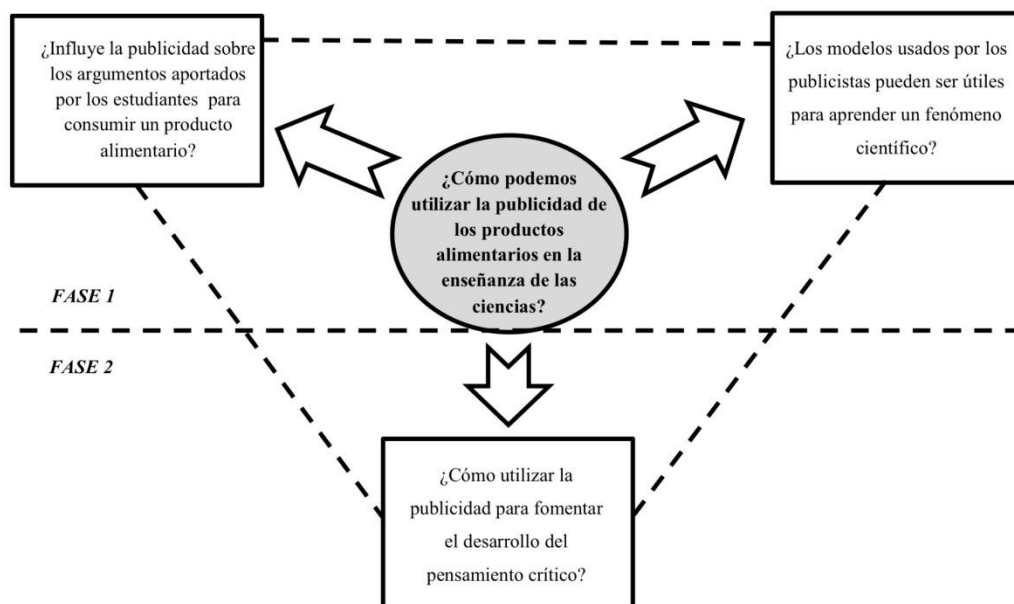 ¿Influye la publicidad sobre
los argumentos aportados
por los estudiantes para
consumir un producto
alimentario?
¿Los modelos usados por los
publicistas pueden ser útiles
para aprender un fenómeno
científico?
¿Cómo podemos
utilizar la publicidad de
los productos
alimentarios en la
enseñanza de las
ciencias?
FASE 1
FASE 2
¿Cómo utilizar la
publicidad para fomentar
el desarrollo del
pensamiento crítico?